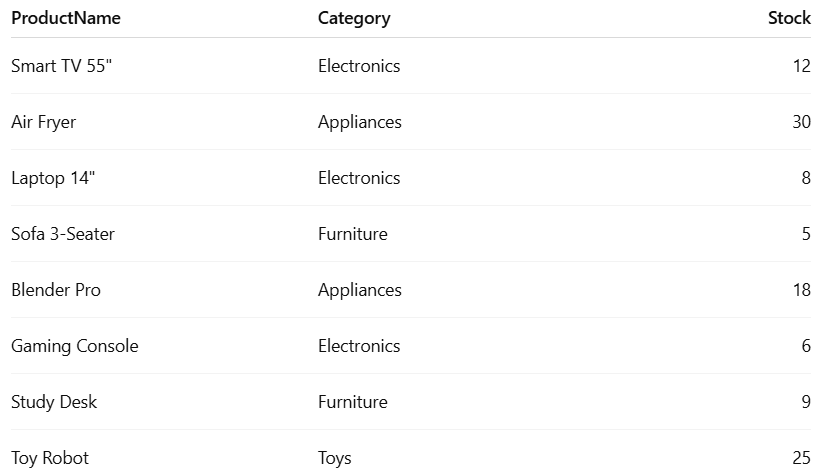 ProductName Category Stock
Smart TV 55" Electronics 12
Air Fryer Appliances 30
Laptop 14" Electronics 8
Sofa 3-Seater Furniture 5
Blender Pro Appliances 18
Gaming Console Electronics 6
Study Desk Furniture 9
Toy Robot Toys 25